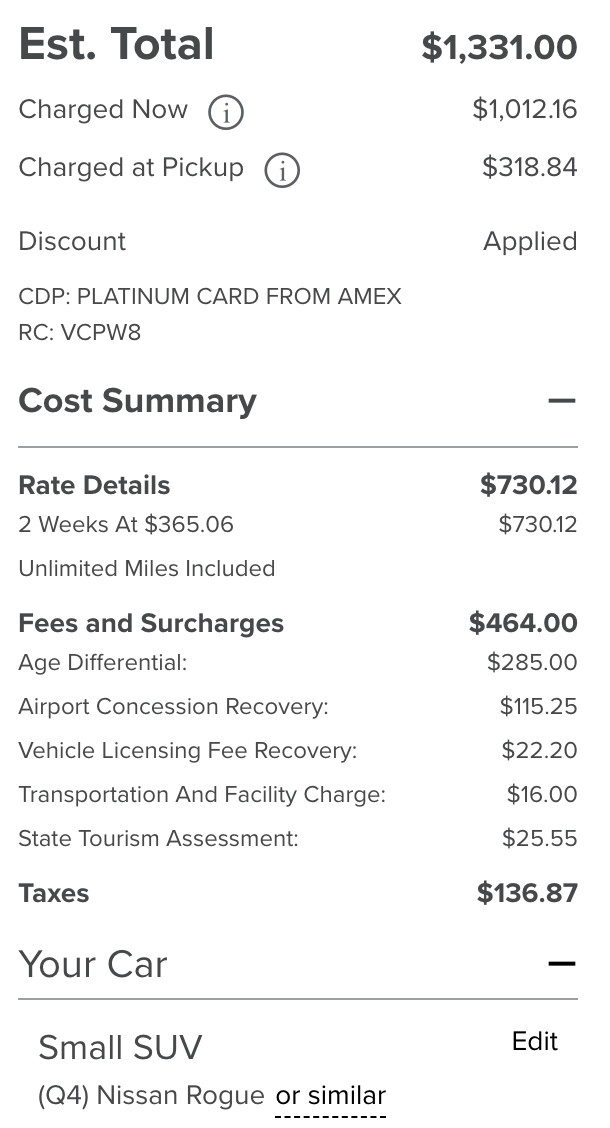 Est. Total $1,331.00
Charged Now i $1,012.16
Charged at Pickup i $318.84
Discount Applied
CDP: PLATINUM CARD FROM AMEX
RC: VCPW8
Cost Summary —
Rate Details $730.12
2 Weeks At $365.06 $730.12
Unlimited Miles Included
Fees and Surcharges $464.00
Age Differential: $285.00
Airport Concession Recovery: $115.25
Vehicle Licensing Fee Recovery: $22.20
Transportation And Facility Charge: $16.00
State Tourism Assessment: $25.55
Taxes $136.87
Your Car —
Small SUV Edit
(Q4) Nissan Rogue or similar